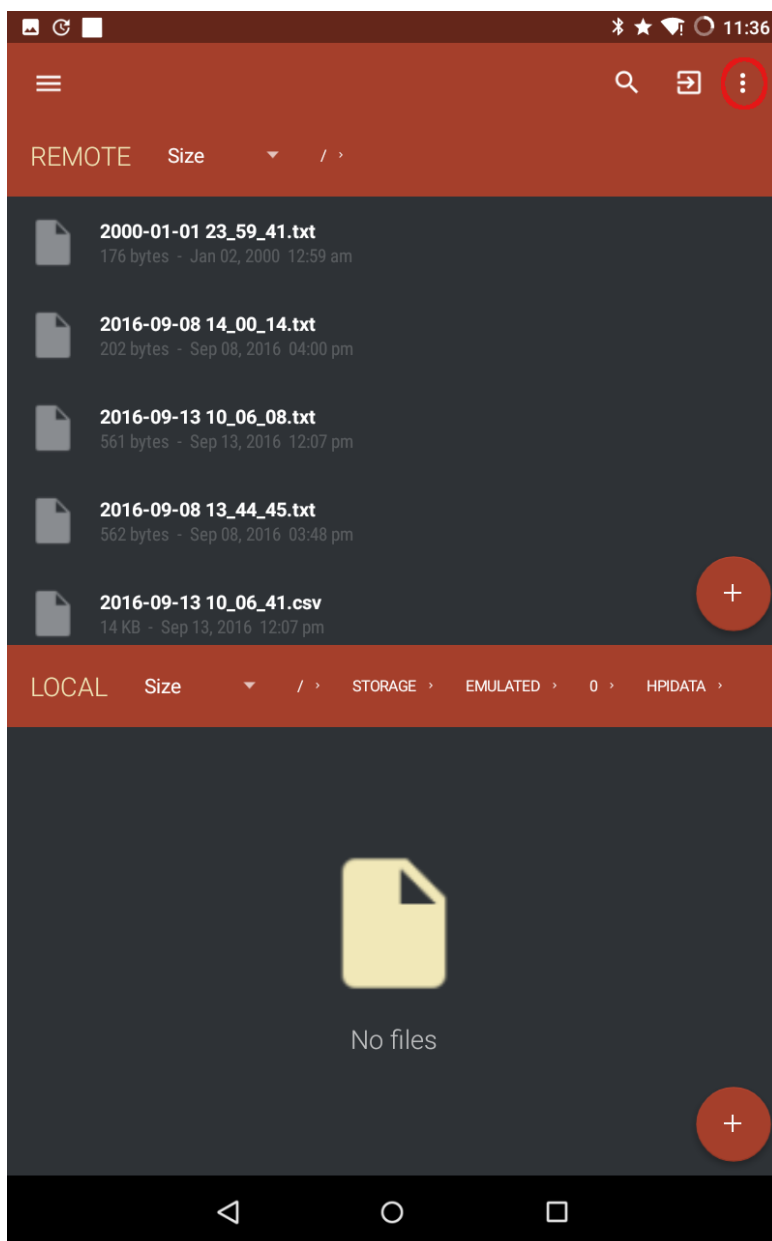 11:36
REMOTE Size / ›
2000-01-01 23_59_41.txt
176 bytes - Jan 02, 2000 12:59 am
2016-09-08 14_00_14.txt
202 bytes - Sep 08, 2016 04:00 pm
2016-09-13 10_06_08.txt
561 bytes - Sep 13, 2016 12:07 pm
2016-09-08 13_44_45.txt
562 bytes - Sep 08, 2016 03:48 pm
2016-09-13 10_06_41.csv
14 KB - Sep 13, 2016 12:07 pm
LOCAL Size / › STORAGE › EMULATED › 0 › HPIDATA ›
No files